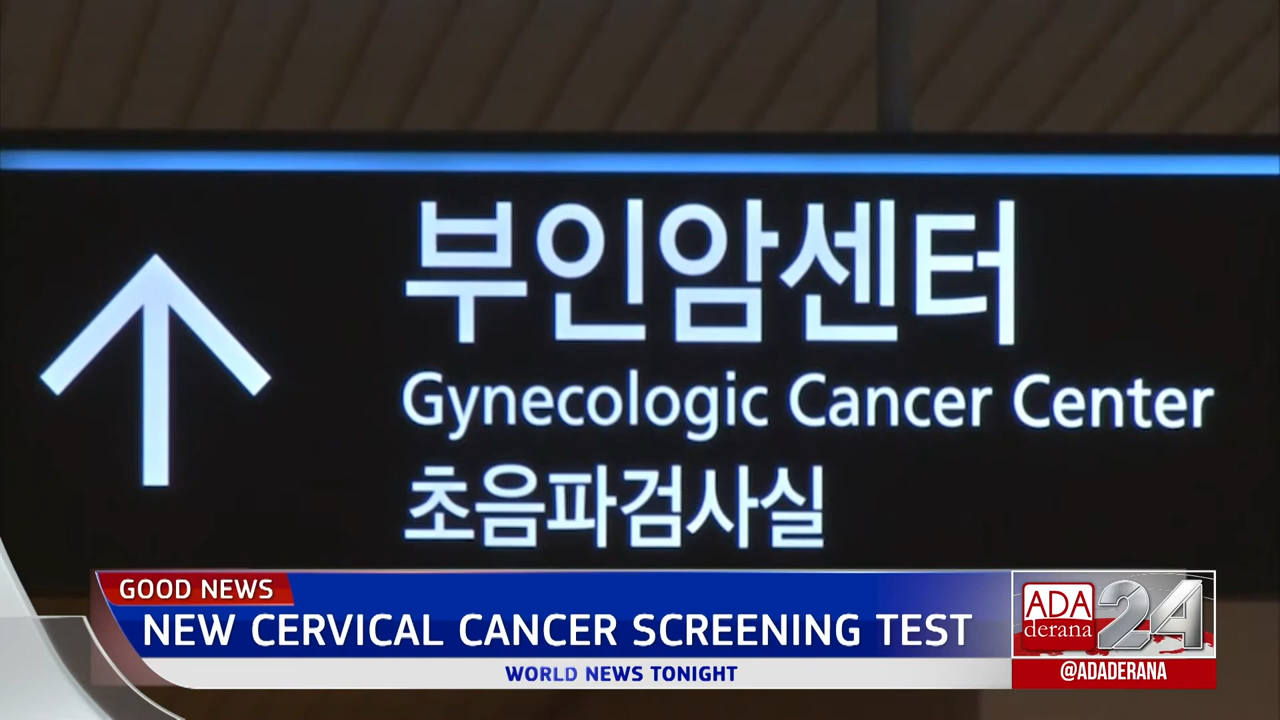 부인암센터
Gynecologic Cancer Center
초음파검사실
GOOD NEWS
NEW CERVICAL CANCER SCREENING TEST
WORLD NEWS TONIGHT
ADA
derana
24
@ADADERANA